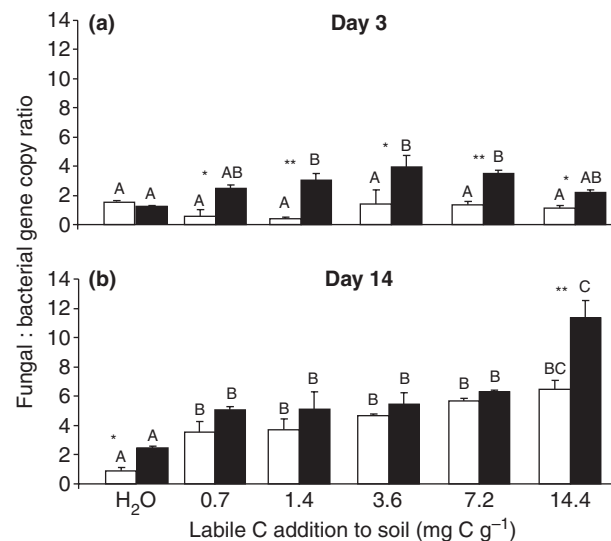 (a) Day 3
14
12
10
8
6
4
2
0
A A * A AB ** A B * A B ** A B * A AB
(b) Day 14
14
12
10
8
6
4
2
0
* A A B B B B B B B B BC ** C
H₂O 0.7 1.4 3.6 7.2 14.4
Labile C addition to soil (mg C g⁻¹)
Fungal : bacterial gene copy ratio